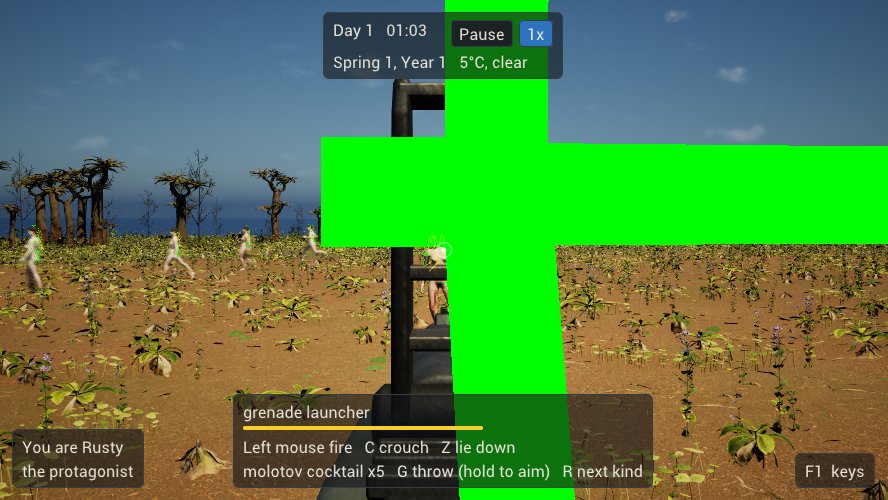 Day 1 01:03 Pause 1x
Spring 1, Year 1 5°C, clear
grenade launcher
Left mouse fire C crouch Z lie down
molotov cocktail x5 G throw (hold to aim) R next kind
You are Rusty
the protagonist
F1 keys